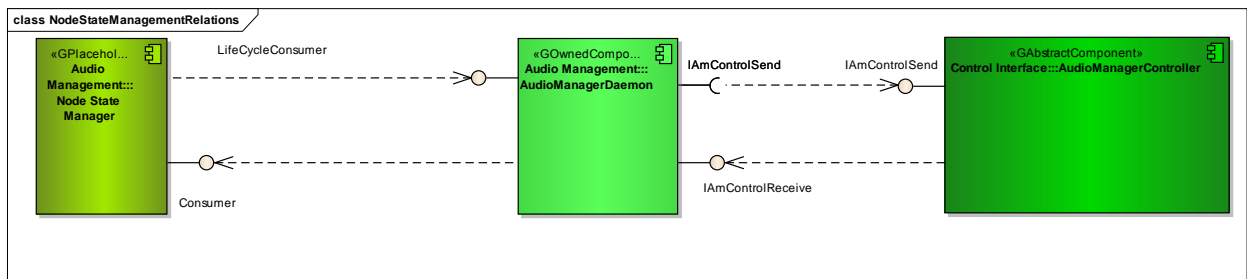 class NodeStateManagementRelations
«GPlacehol...
Audio
Management:::
Node State
Manager
LifeCycleConsumer
Consumer
«GOwnedCompo...
Audio Management:::
AudioManagerDaemon
IAmControlSend
IAmControlSend
IAmControlReceive
«GAbstractComponent»
Control Interface:::AudioManagerController